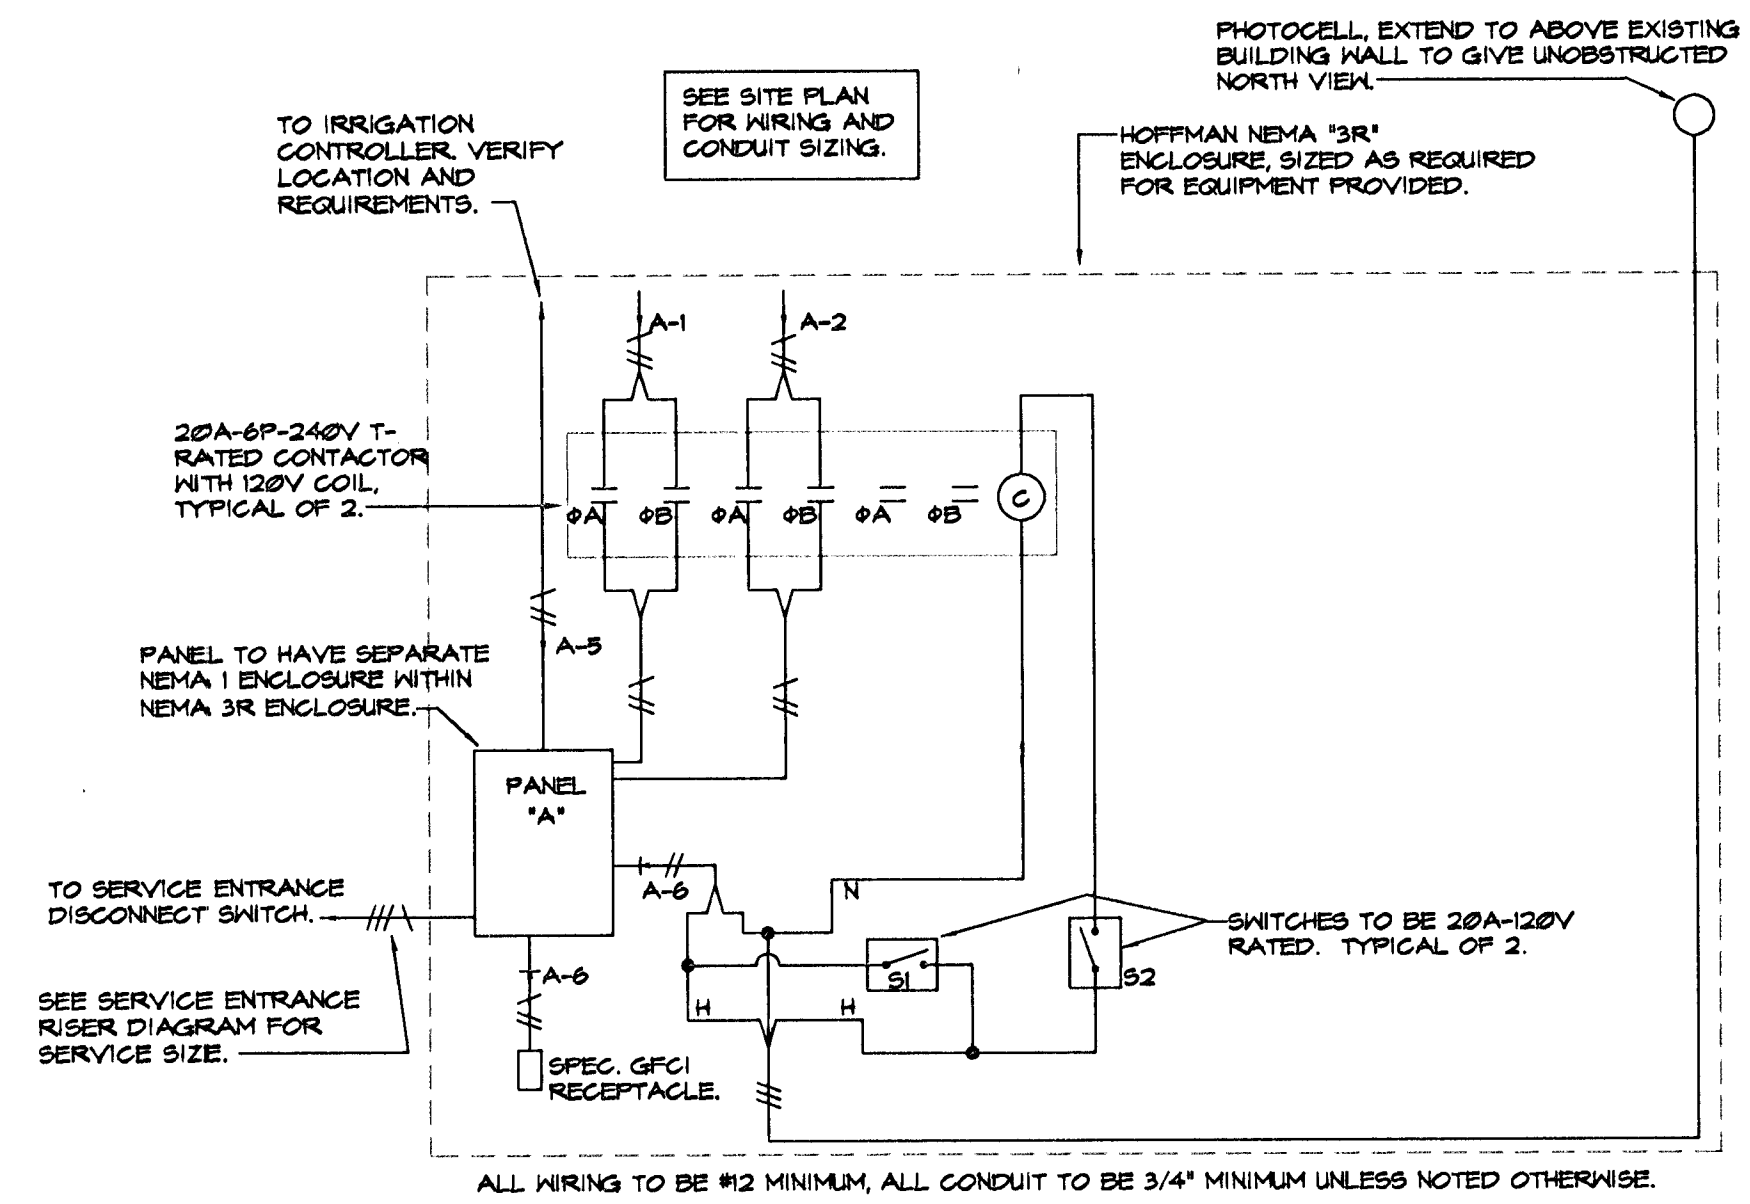 PHOTOCELL, EXTEND TO ABOVE EXISTING
BUILDING WALL TO GIVE UNOBSTRUCTED
NORTH VIEW.
SEE SITE PLAN
FOR WIRING AND
CONDUIT SIZING.
TO IRRIGATION
CONTROLLER. VERIFY
LOCATION AND
REQUIREMENTS.
HOFFMAN NEMA "3R"
ENCLOSURE, SIZED AS REQUIRED
FOR EQUIPMENT PROVIDED.
A-1
A-2
20A-6P-240V T-
RATED CONTACTOR
WITH 120V COIL,
TYPICAL OF 2.
ΦA ΦB ΦA ΦB ΦA ΦB C
A-5
PANEL TO HAVE SEPARATE
NEMA 1 ENCLOSURE WITHIN
NEMA 3R ENCLOSURE.
PANEL
"A"
A-6
N
TO SERVICE ENTRANCE
DISCONNECT SWITCH.
SWITCHES TO BE 20A-120V
RATED. TYPICAL OF 2.
A-6
S1
S2
H
H
SEE SERVICE ENTRANCE
RISER DIAGRAM FOR
SERVICE SIZE.
SPEC. GFCI
RECEPTACLE.
ALL WIRING TO BE #12 MINIMUM, ALL CONDUIT TO BE 3/4" MINIMUM UNLESS NOTED OTHERWISE.